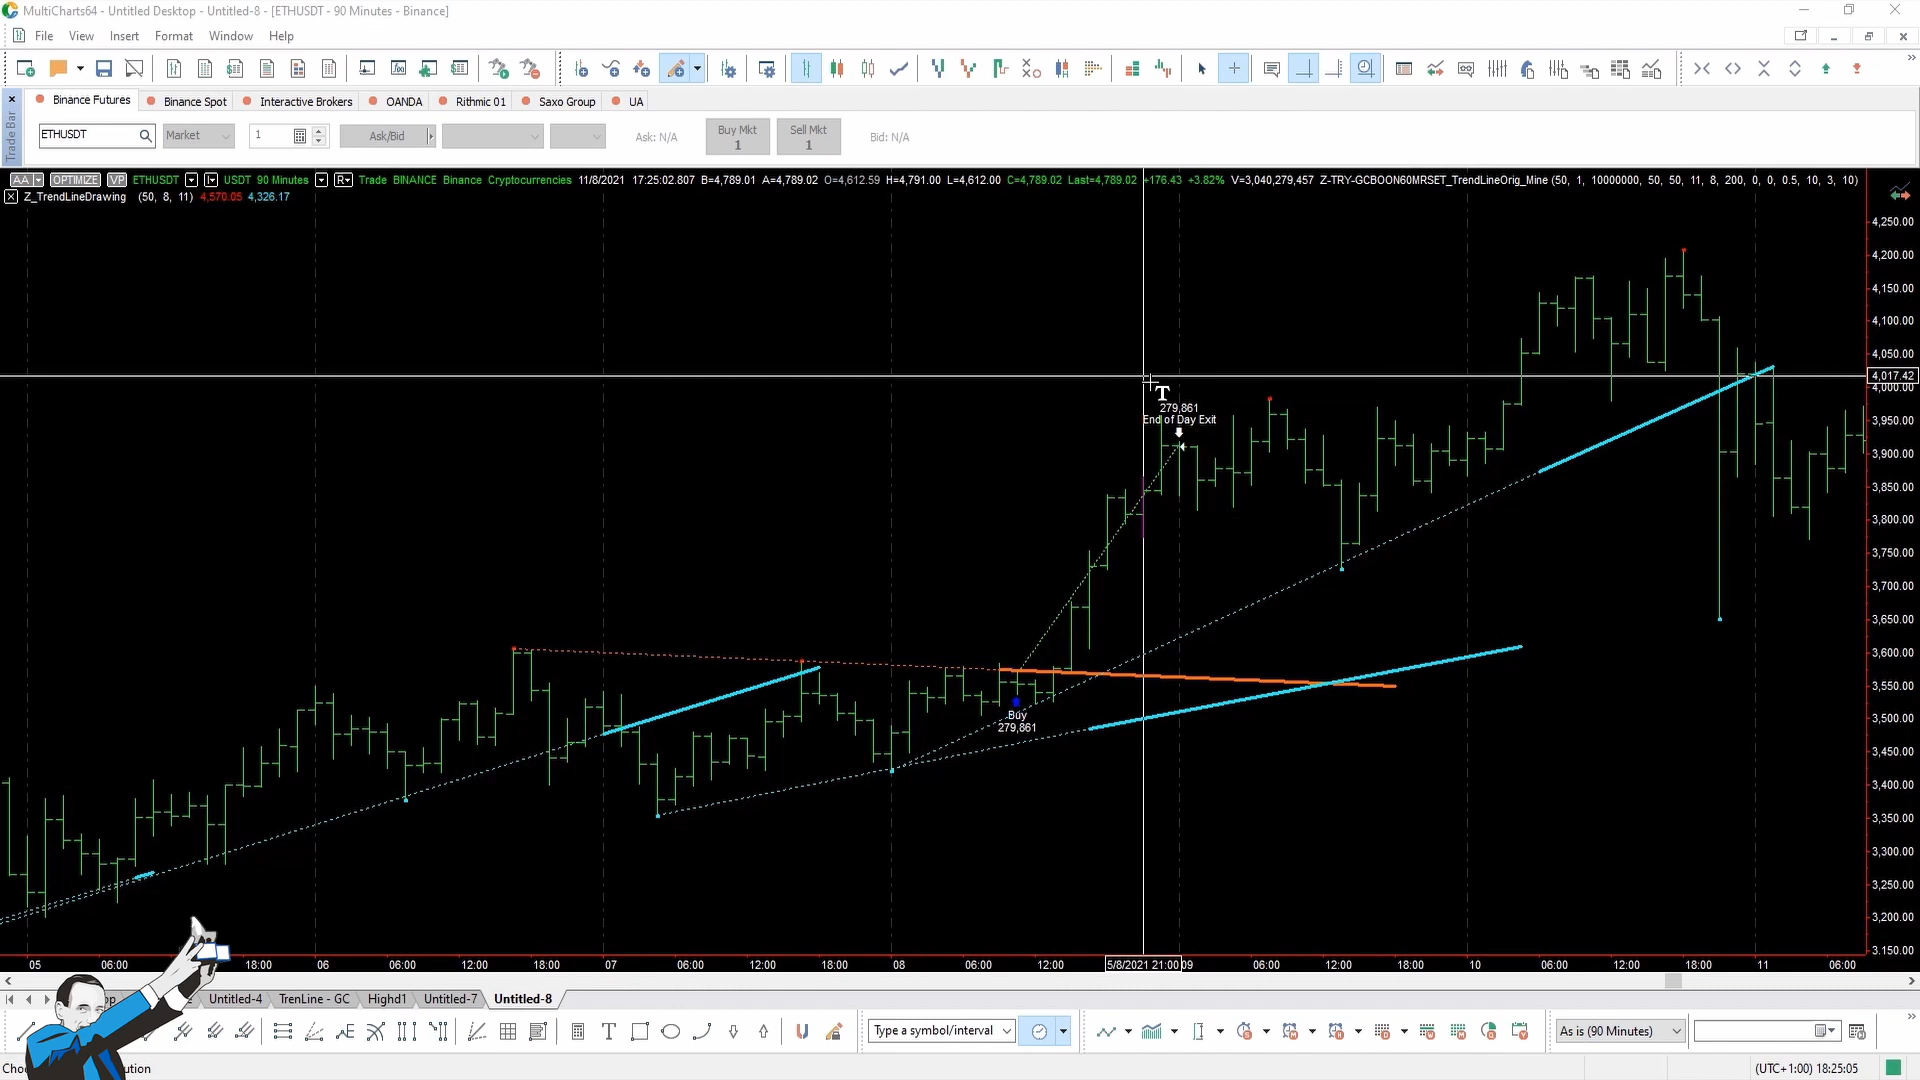 MultiCharts64 - Untitled Desktop - Untitled-8 - [ETHUSDT - 90 Minutes - Binance]
File View Insert Format Window Help
Trade Bar
Binance Futures Binance Spot Interactive Brokers OANDA Rithmic 01 Saxo Group UA
ETHUSDT Market 1 Ask/Bid Ask: N/A Buy Mkt 1 Sell Mkt 1 Bid: N/A
AA OPTIMIZE VP ETHUSDT I USDT 90 Minutes R Trade BINANCE Binance Cryptocurrencies 11/8/2021 17:25:02.807 B=4,789.01 A=4,789.02 O=4,612.59 H=4,791.00 L=4,612.00 C=4,789.02 Last=4,789.02 +176.43 +3.82% V=3,040,279,457 Z-TRY-GCBOON60MRSET_TrendLineOrig_Mine (50, 1, 10000000, 50, 50, 11, 8, 200, 0, 0, 0.5, 10, 3, 10)
Z_TrendLineDrawing (50, 8, 11) 4,570.05 4,326.17
4,250.00
4,200.00
4,150.00
4,100.00
4,050.00
4,017.42
4,000.00
3,950.00
3,900.00
3,850.00
3,800.00
3,750.00
3,700.00
3,650.00
3,600.00
3,550.00
3,500.00
3,450.00
3,400.00
3,350.00
3,300.00
3,250.00
3,200.00
3,150.00
T
279,861
End of Day Exit
Buy
279,861
05 06:00 18:00 06 06:00 12:00 18:00 07 06:00 12:00 18:00 08 06:00 12:00 5/8/2021 21:00 09 06:00 12:00 18:00 10 06:00 12:00 18:00 11 06:00
Untitled-4 TrenLine - GC Highd1 Untitled-7 Untitled-8
T Type a symbol/interval As is (90 Minutes)
(UTC+1:00) 18:25:05